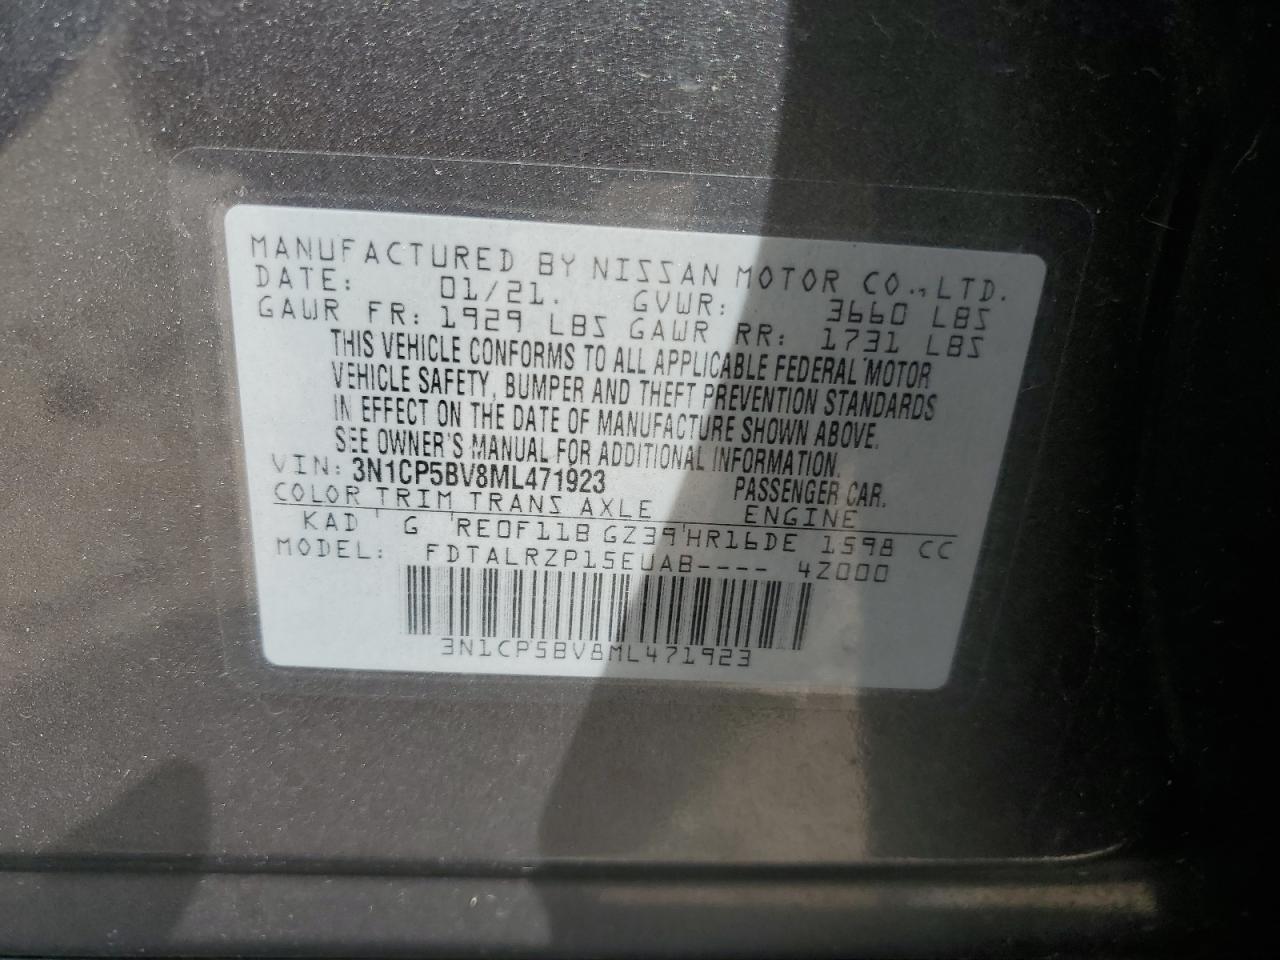 MANUFACTURED BY NISSAN MOTOR CO.,LTD.
DATE: 01/21. GVWR: 3660 LBS
GAWR FR: 1929 LBS GAWR RR: 1731 LBS
THIS VEHICLE CONFORMS TO ALL APPLICABLE FEDERAL MOTOR
VEHICLE SAFETY, BUMPER AND THEFT PREVENTION STANDARDS
IN EFFECT ON THE DATE OF MANUFACTURE SHOWN ABOVE.
SEE OWNER'S MANUAL FOR ADDITIONAL INFORMATION.
VIN: 3N1CP5BV8ML471923 PASSENGER CAR.
COLOR TRIM TRANS AXLE ENGINE
KAD G RE0F11B GZ39 HR16DE 1598 CC
MODEL: FDTALRZP15EUAB---- 4Z000
3N1CP5BV8ML471923